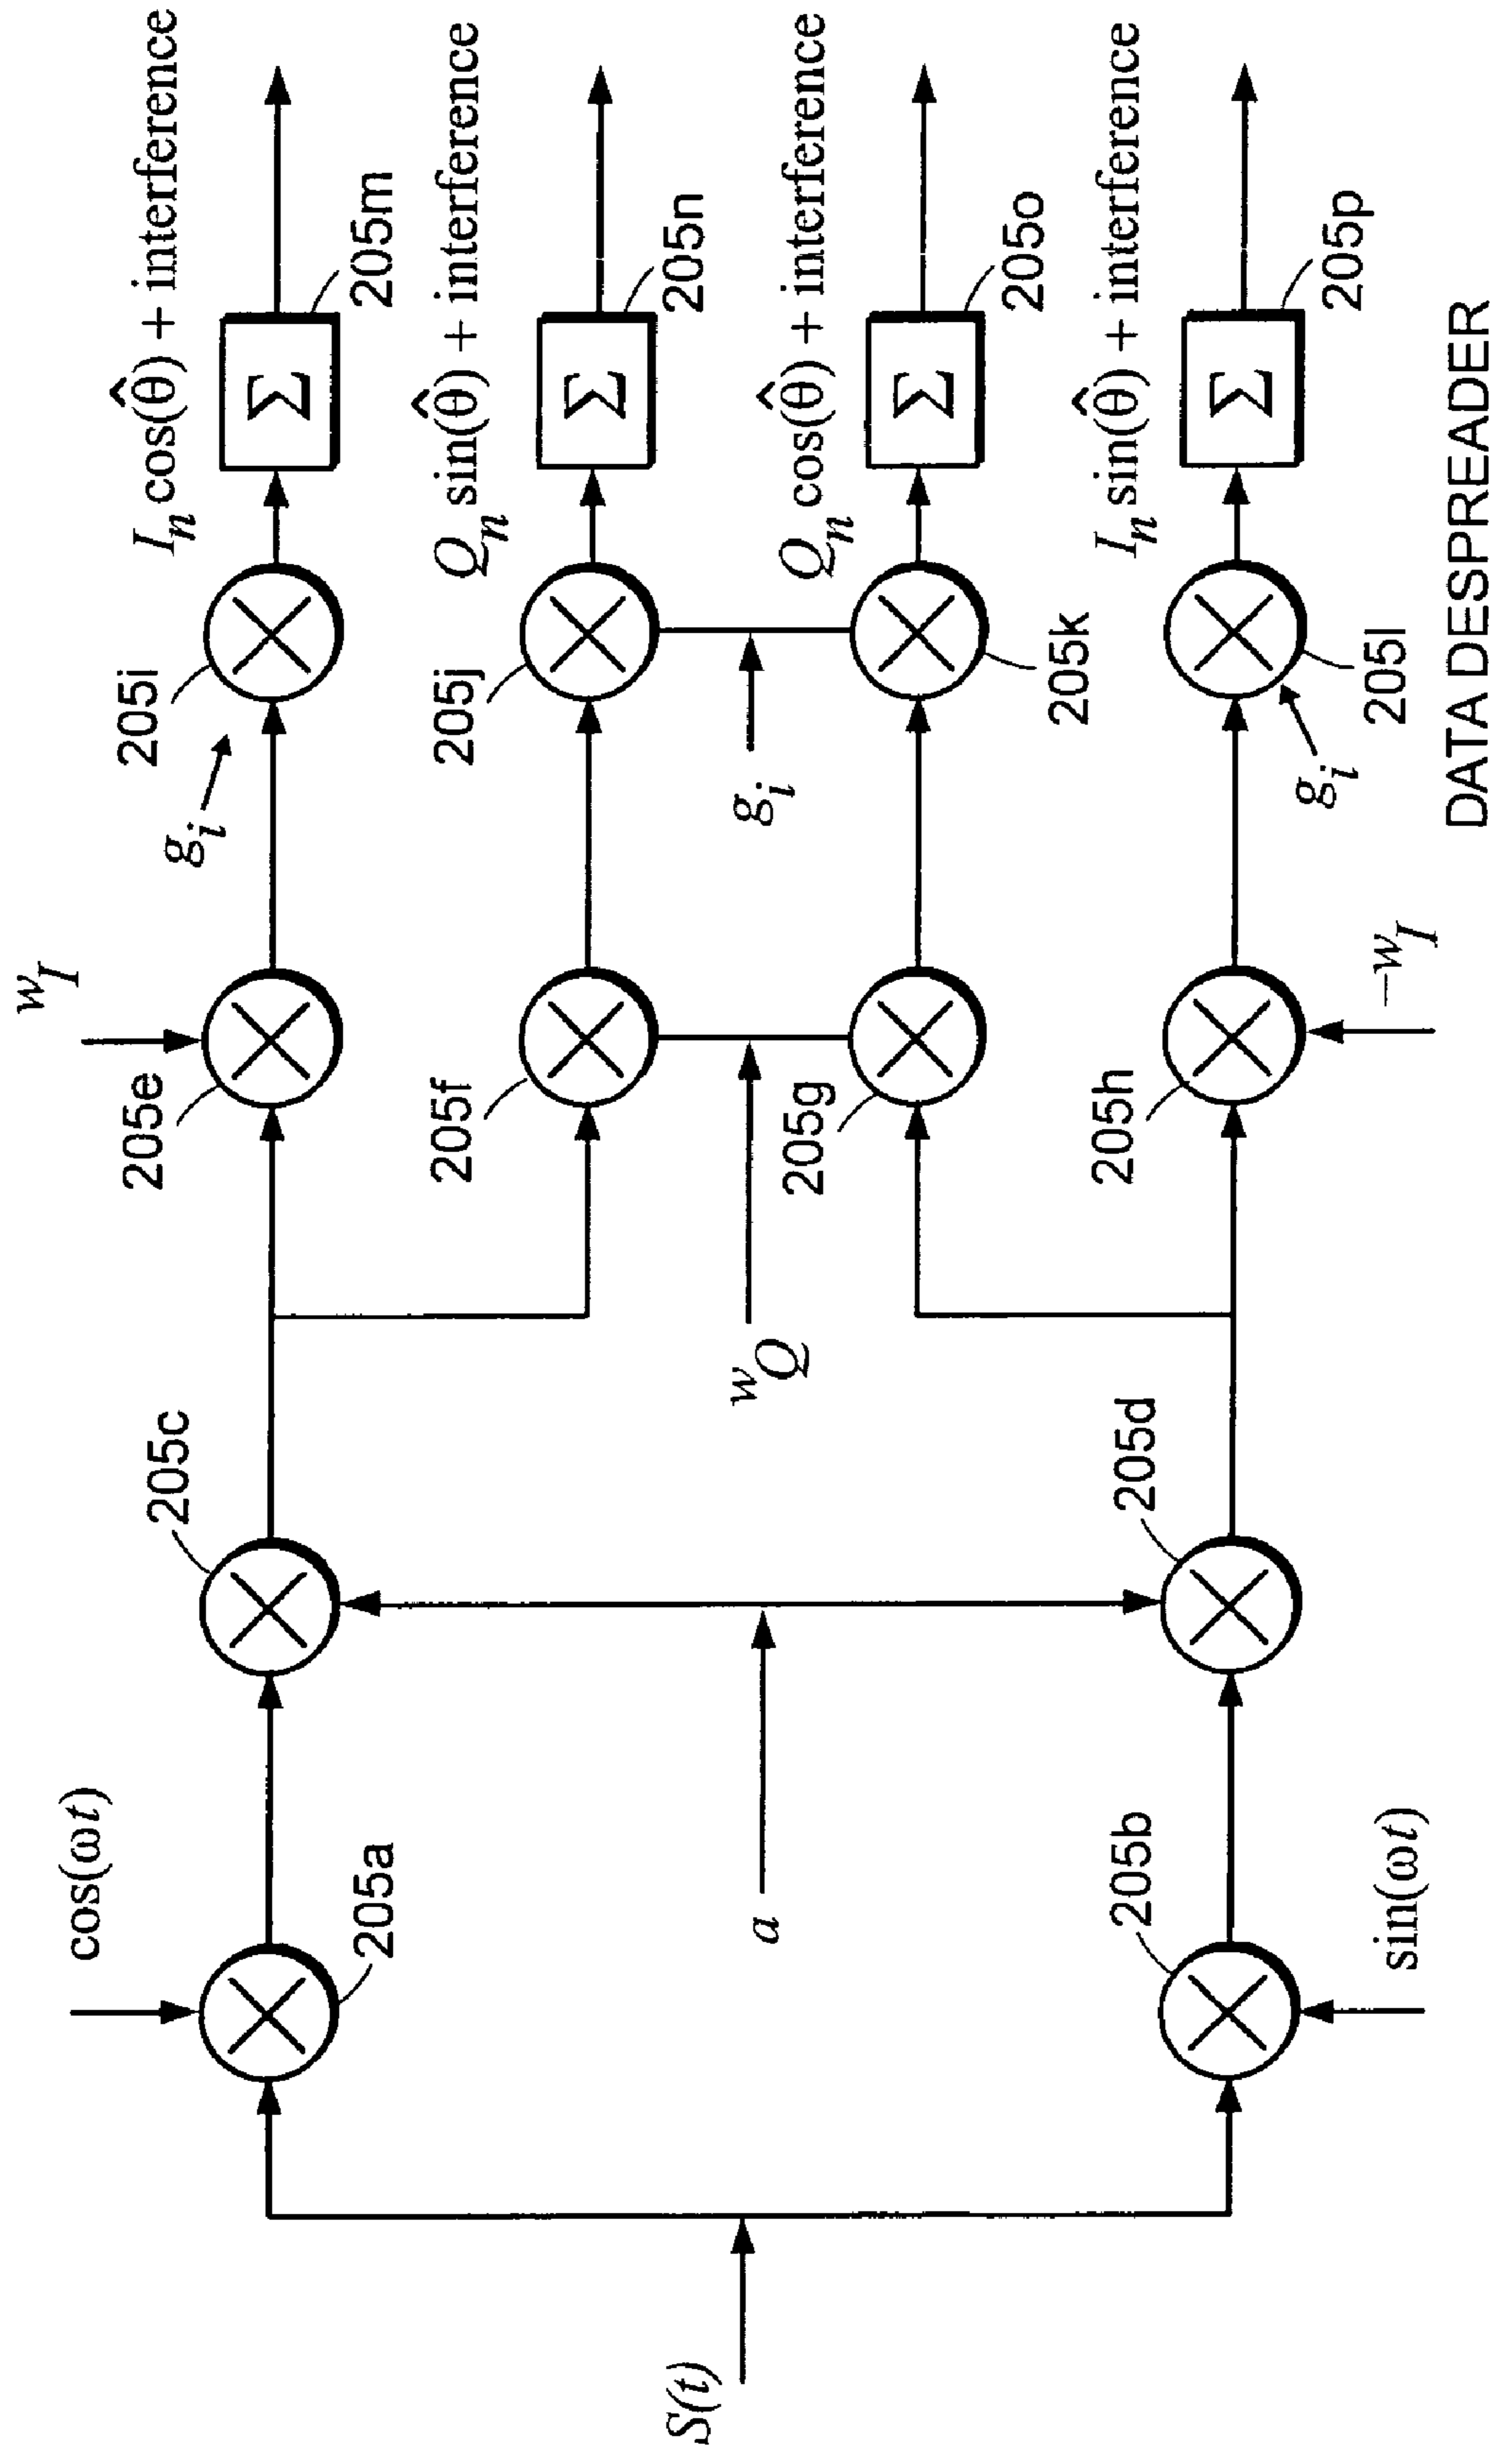 cos(ωt)
205a
205c
w_I
205e
g_i
205i
I_n cos(θ̂) + interference
205m
205f
205j
Q_n sin(θ̂) + interference
205n
S(t)
a
w_Q
g_i
205g
205k
Q_n cos(θ̂) + interference
205o
205b
sin(ωt)
205d
205h
–w_I
g_i
205l
I_n sin(θ̂) + interference
205p
Σ
Σ
Σ
Σ
DATA DESPREADER